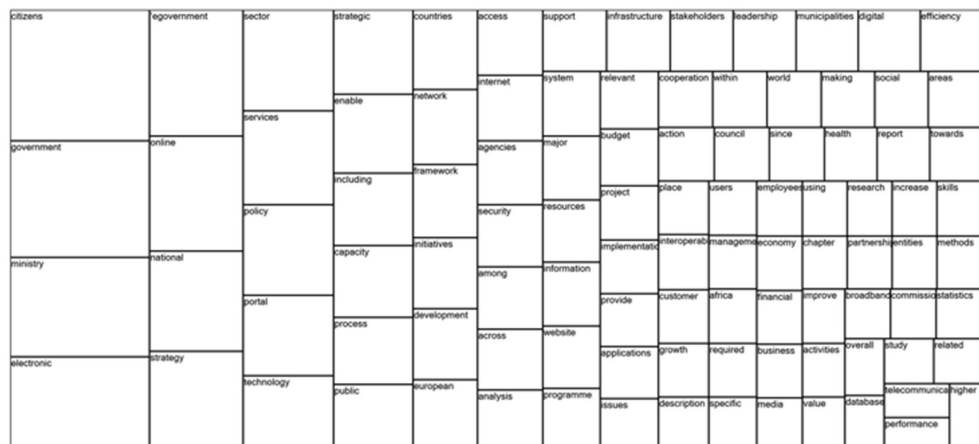 citizens
government
ministry
electronic
'egovernment
online
national
strategy
sector
services
policy
portal
technology
strategic
enable
including
capacity
process
public
countries
network
framework
initiatives
development
european
access
internet
agencies
security
among
across
analysis
support
system
major
resources
information
website
programme
infrastructure
stakeholders
leadership
municipalities
digital
efficiency
relevant
budget
project
implementatic
provide
applications
issues
cooperation
within
world
making
social
areas
action
council
since
health
report
towards
place
users
employees
using
research
increase
skills
interoperab
manageme
economy
chapter
partnershi
entities
methods
customer
africa
financial
improve
broadband
commissio
statistics
growth
required
business
activities
overall
study
related
description
specific
media
value
database
telecommunica
higher
performance